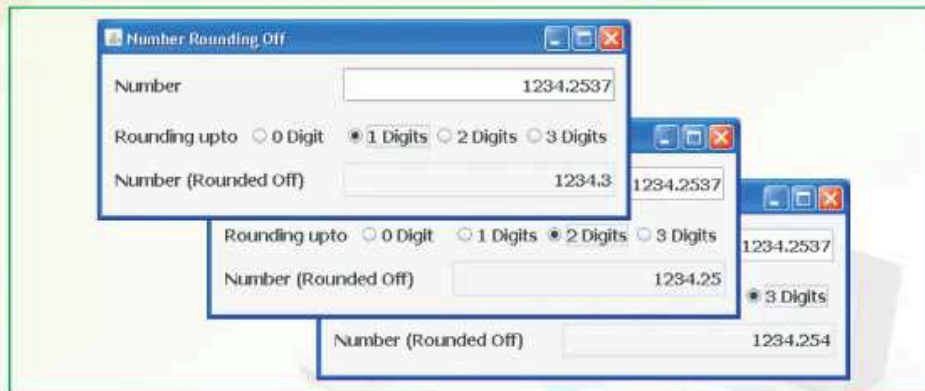 Number Rounding Off
Number 1234.2537
Rounding upto 0 Digit 1 Digits 2 Digits 3 Digits
Number (Rounded Off) 1234.3
1234.2537
Rounding upto 0 Digit 1 Digits 2 Digits 3 Digits
Number (Rounded Off) 1234.25
1234.2537
3 Digits
Number (Rounded Off) 1234.254